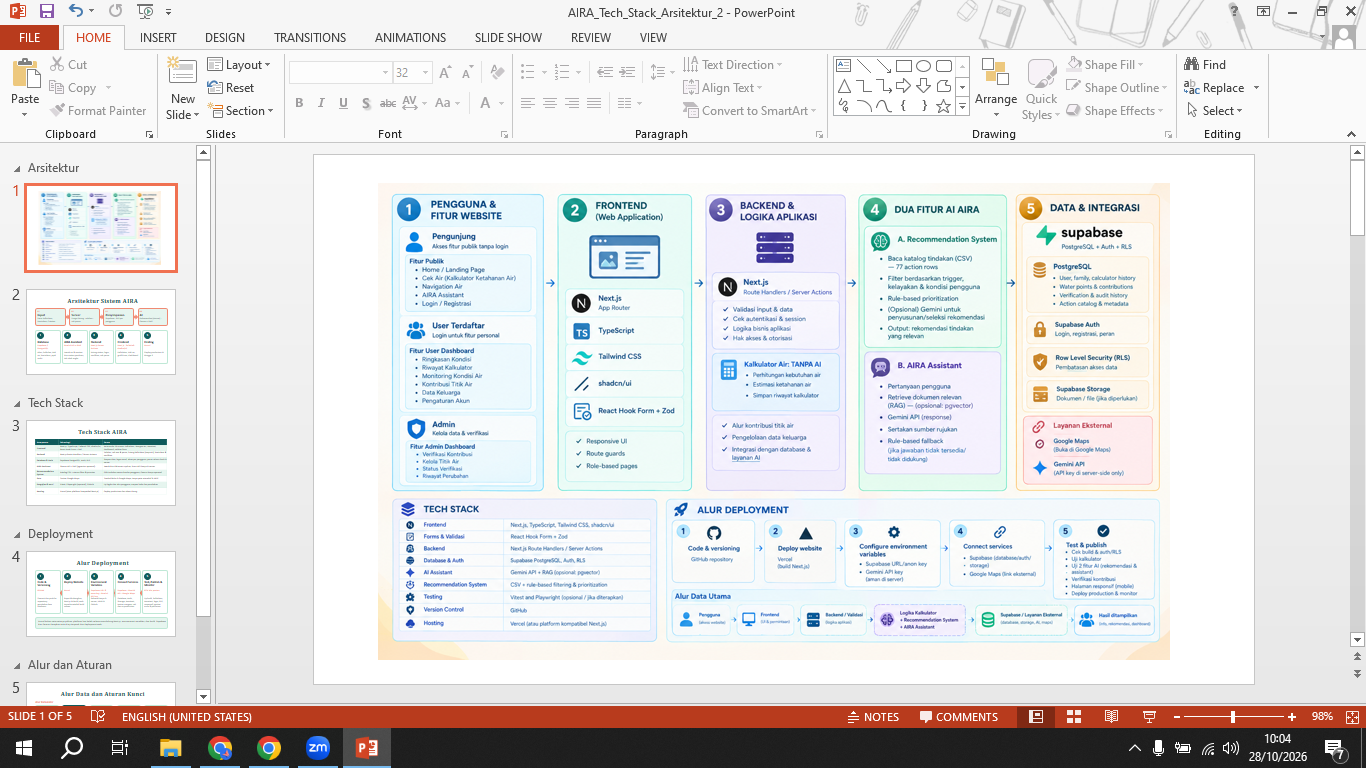 AIRA_Tech_Stack_Arsitektur_2 - PowerPoint
FILE
HOME
INSERT
DESIGN
TRANSITIONS
ANIMATIONS
SLIDE SHOW
REVIEW
VIEW
Paste
Cut
Copy
Format Painter
Clipboard
New Slide
Layout
Reset
Section
Slides
32
Font
Text Direction
Align Text
Convert to SmartArt
Paragraph
Arrange
Quick Styles
Shape Fill
Shape Outline
Shape Effects
Drawing
Find
Replace
Select
Editing
Arsitektur
1
2
Arsitektur Sistem AIRA
Tech Stack
3
Tech Stack AIRA
Deployment
4
Alur Deployment
Alur dan Aturan
5
Alur Data dan Aturan Kunci
1
PENGGUNA &
FITUR WEBSITE
Pengunjung
Akses fitur publik tanpa login
Fitur Publik
• Home / Landing Page
• Cek Air (Kalkulator Ketahanan Air)
• Navigation Air
• AIRA Assistant
• Login / Registrasi
User Terdaftar
Login untuk fitur personal
Fitur User Dashboard
• Ringkasan Kondisi
• Riwayat Kalkulator
• Monitoring Kondisi Air
• Kontribusi Titik Air
• Data Keluarga
• Pengaturan Akun
Admin
Kelola data & verifikasi
Fitur Admin Dashboard
• Verifikasi Kontribusi
• Kelola Titik Air
• Status Verifikasi
• Riwayat Perubahan
2
FRONTEND
(Web Application)
Next.js
App Router
TypeScript
Tailwind CSS
shadcn/ui
React Hook Form + Zod
Responsive UI
Route guards
Role-based pages
3
BACKEND &
LOGIKA APLIKASI
Next.js
Route Handlers / Server Actions
Validasi input & data
Cek autentikasi & session
Logika bisnis aplikasi
Hak akses & otorisasi
Kalkulator Air: TANPA AI
• Perhitungan kebutuhan air
• Estimasi ketahanan air
• Simpan riwayat kalkulator
Alur kontribusi titik air
Pengelolaan data keluarga
Integrasi dengan database &
layanan AI
4
DUA FITUR AI AIRA
A. Recommendation System
• Baca katalog tindakan (CSV)
— 77 action rows
• Filter berdasarkan trigger,
kelayakan & kondisi pengguna
• Rule-based prioritization
• (Opsional) Gemini untuk
penyusunan/seleksi rekomendasi
• Output: rekomendasi tindakan
yang relevan
B. AIRA Assistant
• Pertanyaan pengguna
• Retrieve dokumen relevan
(RAG) — (opsional: pgvector)
• Gemini API (response)
• Sertakan sumber rujukan
• Rule-based fallback
(jika jawaban tidak tersedia/
tidak didukung)
5
DATA & INTEGRASI
supabase
PostgreSQL + Auth + RLS
PostgreSQL
• User, family, calculator history
• Water points & contributions
• Verification & audit history
• Action catalog & metadata
Supabase Auth
Login, registrasi, peran
Row Level Security (RLS)
Pembatasan akses data
Supabase Storage
Dokumen / file (jika diperlukan)
Layanan Eksternal
Google Maps
(Buka di Google Maps)
Gemini API
(API key di server-side only)
TECH STACK
Frontend Next.js, TypeScript, Tailwind CSS, shadcn/ui
Forms & Validasi React Hook Form + Zod
Backend Next.js Route Handlers / Server Actions
Database & Auth Supabase PostgreSQL, Auth, RLS
AI Assistant Gemini API + RAG (opsional: pgvector)
Recommendation System CSV + rule-based filtering & prioritization
Testing Vitest and Playwright (opsional / jika diterapkan)
Version Control GitHub
Hosting Vercel (atau platform kompatibel Next.js)
ALUR DEPLOYMENT
1
Code & versioning
GitHub repository
2
Deploy website
Vercel
(build Next.js)
3
Configure environment
variables
• Supabase URL/anon key
• Gemini API key
(aman di server)
4
Connect services
• Supabase (database/auth/
storage)
• Google Maps (link eksternal)
5
Test & publish
• Cek build & auth/RLS
• Uji kalkulator
• Uji 2 fitur AI (rekomendasi &
assistant)
• Verifikasi kontribusi
• Halaman responsif (mobile)
• Deploy production & monitor
Alur Data Utama
Pengguna
(akses website)
Frontend
(UI & permintaan)
Backend / Validasi
(logika aplikasi)
Logika Kalkulator
+ Recommendation System
+ AIRA Assistant
Supabase / Layanan Eksternal
(database, storage, AI, maps)
Hasil ditampilkan
(info, rekomendasi, dashboard)
SLIDE 1 OF 5
ENGLISH (UNITED STATES)
NOTES
COMMENTS
98%
10:04
28/10/2026
7